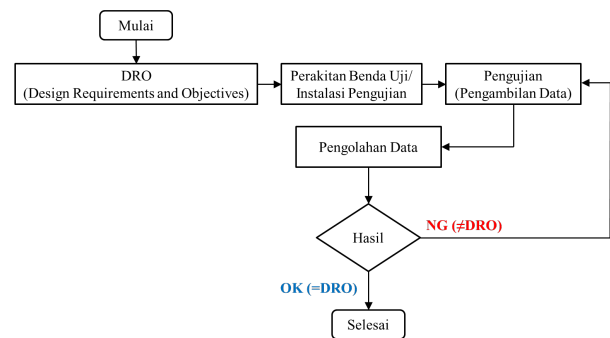 Mulai
DRO
(Design Requirements and Objectives)
Perakitan Benda Uji/
Instalasi Pengujian
Pengujian
(Pengambilan Data)
Pengolahan Data
Hasil
NG (≠DRO)
OK (=DRO)
Selesai